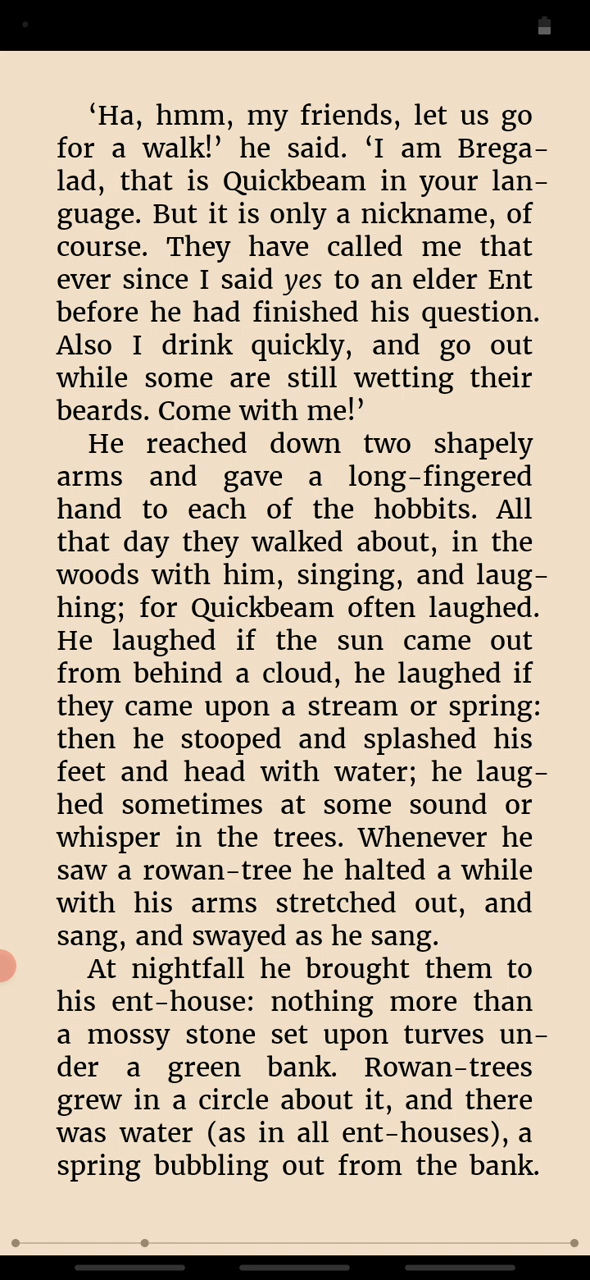 ‘Ha, hmm, my friends, let us go
for a walk!’ he said. ‘I am Brega-
lad, that is Quickbeam in your lan-
guage. But it is only a nickname, of
course. They have called me that
ever since I said yes to an elder Ent
before he had finished his question.
Also I drink quickly, and go out
while some are still wetting their
beards. Come with me!’
He reached down two shapely
arms and gave a long-fingered
hand to each of the hobbits. All
that day they walked about, in the
woods with him, singing, and laug-
hing; for Quickbeam often laughed.
He laughed if the sun came out
from behind a cloud, he laughed if
they came upon a stream or spring:
then he stooped and splashed his
feet and head with water; he laug-
hed sometimes at some sound or
whisper in the trees. Whenever he
saw a rowan-tree he halted a while
with his arms stretched out, and
sang, and swayed as he sang.
At nightfall he brought them to
his ent-house: nothing more than
a mossy stone set upon turves un-
der a green bank. Rowan-trees
grew in a circle about it, and there
was water (as in all ent-houses), a
spring bubbling out from the bank.